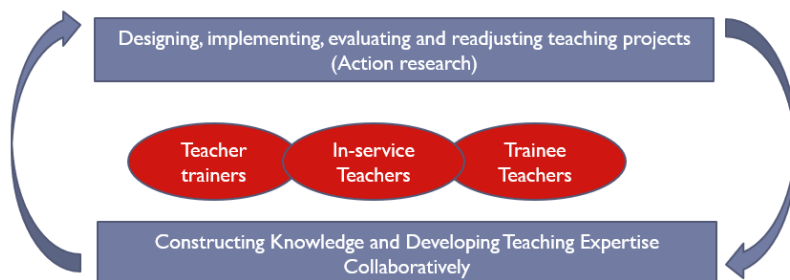 Designing, implementing, evaluating and readjusting teaching projects
(Action research)
Teacher
trainers
In-service
Teachers
Trainee
Teachers
Constructing Knowledge and Developing Teaching Expertise
Collaboratively